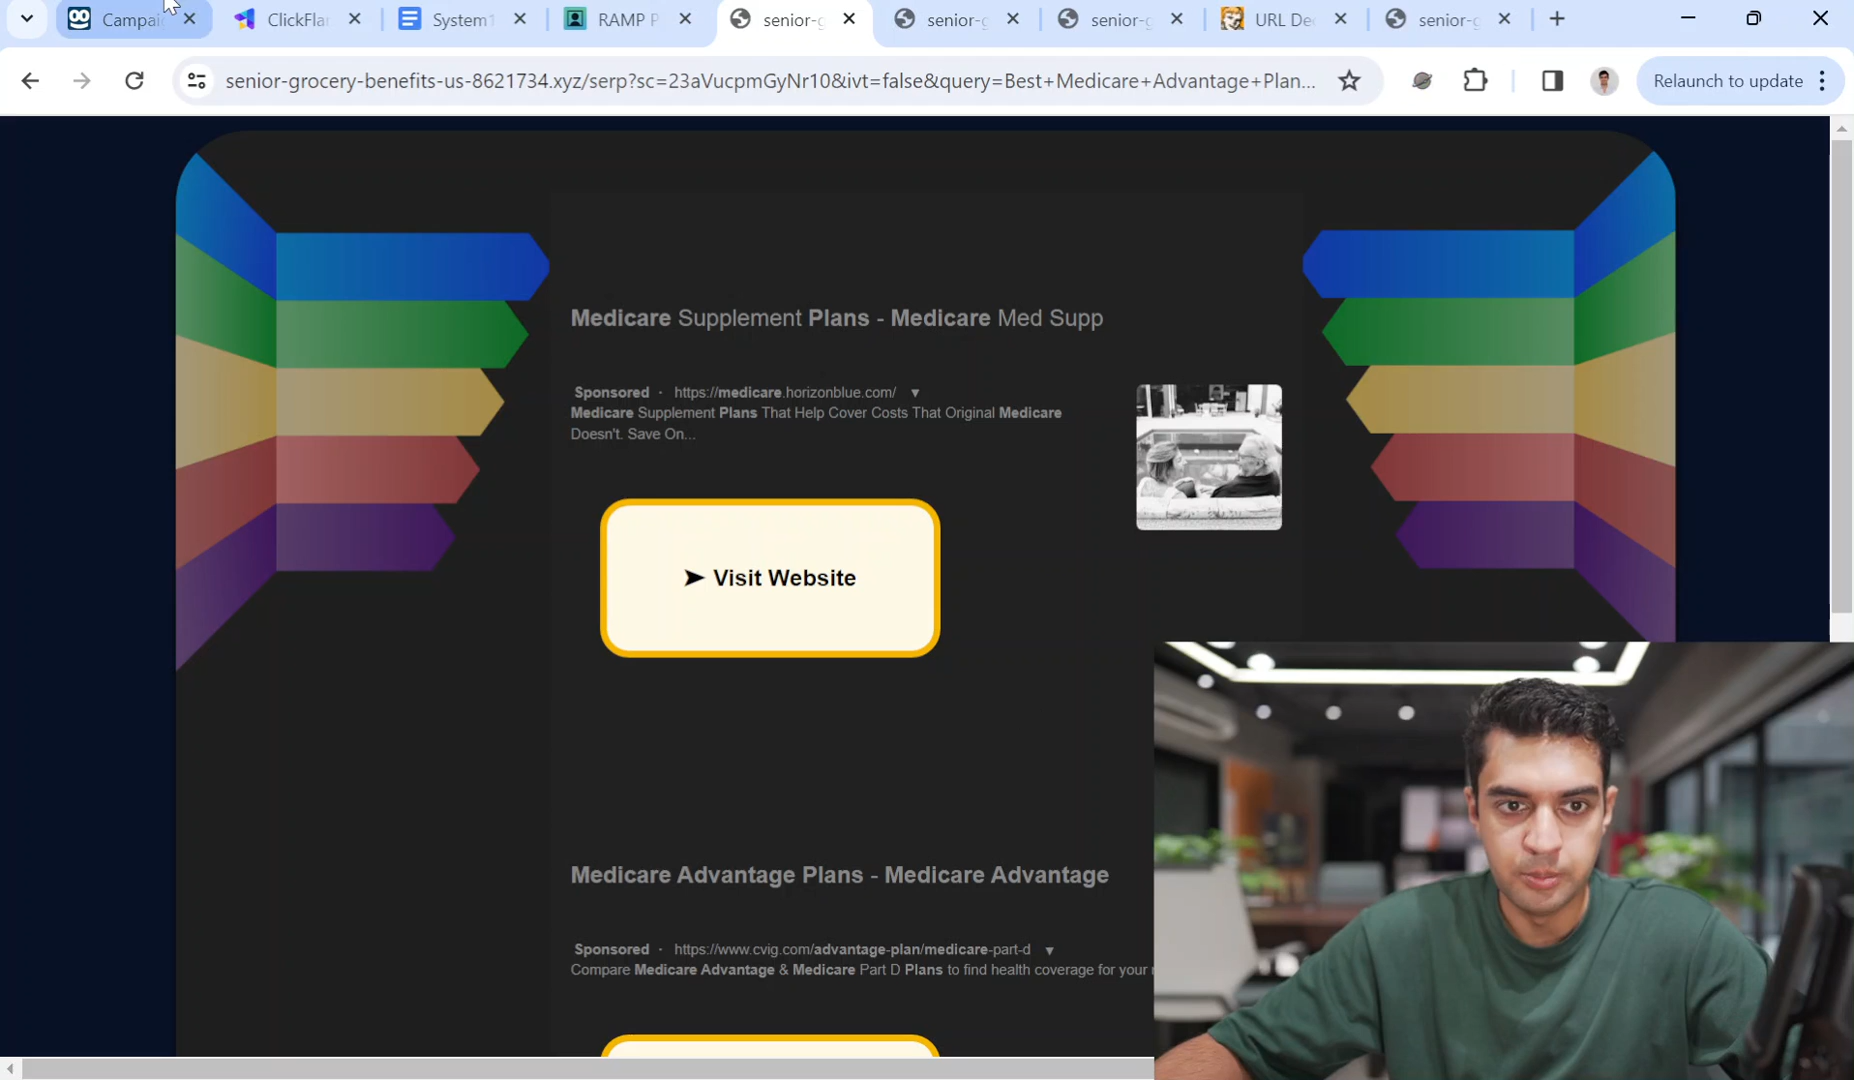 Campai
ClickFla
System1
RAMP P
senior-g
senior-g
senior-g
URL De
senior-g
senior-grocery-benefits-us-8621734.xyz/serp?sc=23aVucpmGyNr10&ivt=false&query=Best+Medicare+Advantage+Plan...
Relaunch to update
Medicare Supplement Plans - Medicare Med Supp
Sponsored · https://medicare.horizonblue.com/ ▼
Medicare Supplement Plans That Help Cover Costs That Original Medicare
Doesn't. Save On...
➤ Visit Website
Medicare Advantage Plans - Medicare Advantage
Sponsored · https://www.cvig.com/advantage-plan/medicare-part-d ▼
Compare Medicare Advantage & Medicare Part D Plans to find health coverage for your